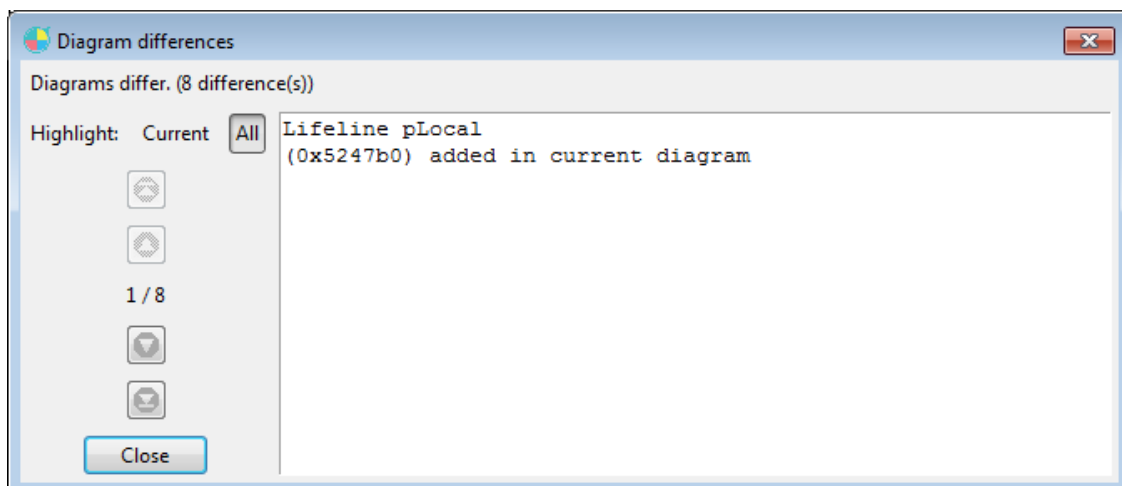 Diagram differences
Diagrams differ. (8 difference(s))
Highlight: Current All
Lifeline pLocal
(0x5247b0) added in current diagram
1 / 8
Close